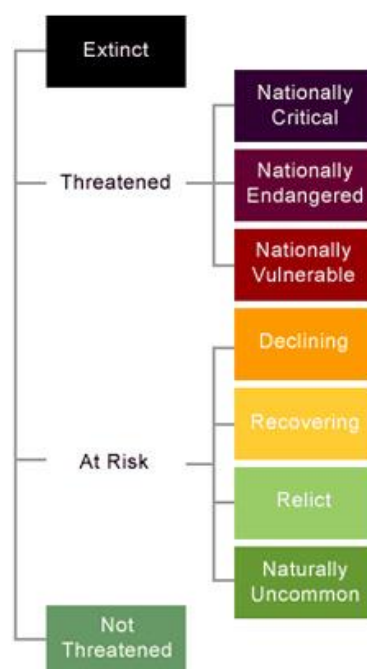 Extinct
Nationally
Critical
Threatened
Nationally
Endangered
Nationally
Vulnerable
Declining
Recovering
At Risk
Relict
Naturally
Uncommon
Not
Threatened